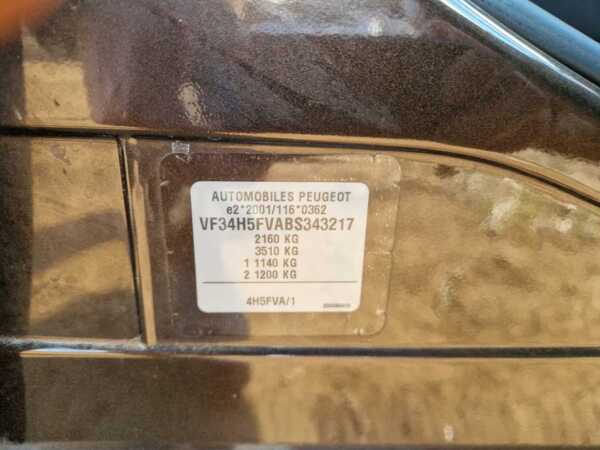 AUTOMOBILES PEUGEOT
e2*2001/116*0362
VF34H5FVABS343217
2160 KG
3510 KG
1 1140 KG
2 1200 KG
4H5FVA/1